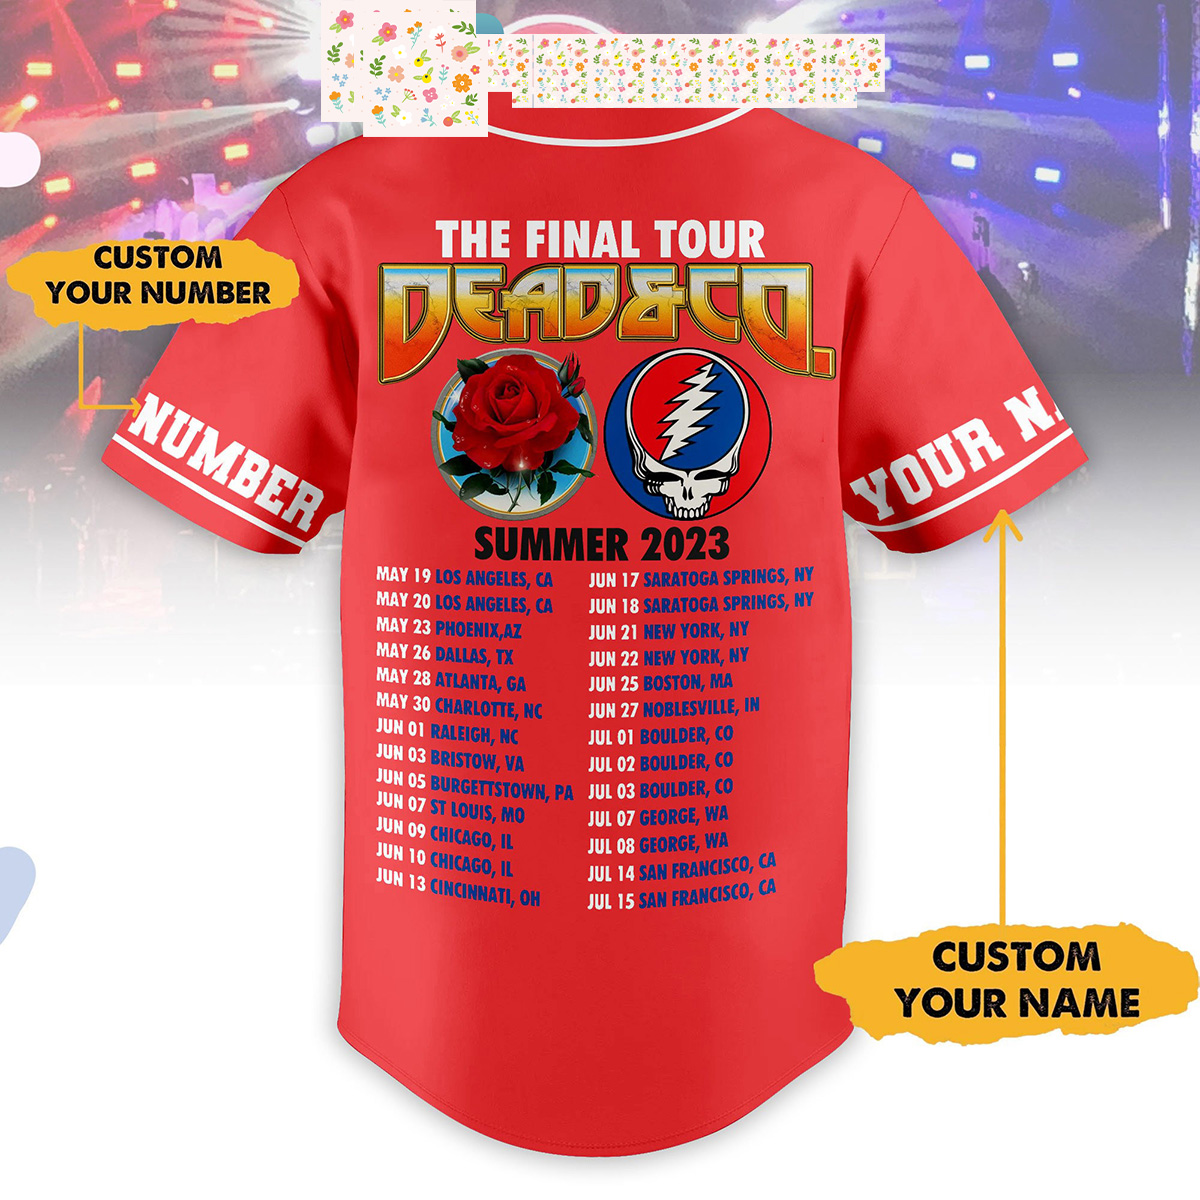 THE FINAL TOUR
DEAD&CO.
CUSTOM
YOUR NUMBER
NUMBER
YOUR NA
SUMMER 2023
MAY 19 LOS ANGELES, CA
MAY 20 LOS ANGELES, CA
MAY 23 PHOENIX,AZ
MAY 26 DALLAS, TX
MAY 28 ATLANTA, GA
MAY 30 CHARLOTTE, NC
JUN 01 RALEIGH, NC
JUN 03 BRISTOW, VA
JUN 05 BURGETTSTOWN, PA
JUN 07 ST LOUIS, MO
JUN 09 CHICAGO, IL
JUN 10 CHICAGO, IL
JUN 13 CINCINNATI, OH
JUN 17 SARATOGA SPRINGS, NY
JUN 18 SARATOGA SPRINGS, NY
JUN 21 NEW YORK, NY
JUN 22 NEW YORK, NY
JUN 25 BOSTON, MA
JUN 27 NOBLESVILLE, IN
JUL 01 BOULDER, CO
JUL 02 BOULDER, CO
JUL 03 BOULDER, CO
JUL 07 GEORGE, WA
JUL 08 GEORGE, WA
JUL 14 SAN FRANCISCO, CA
JUL 15 SAN FRANCISCO, CA
CUSTOM
YOUR NAME